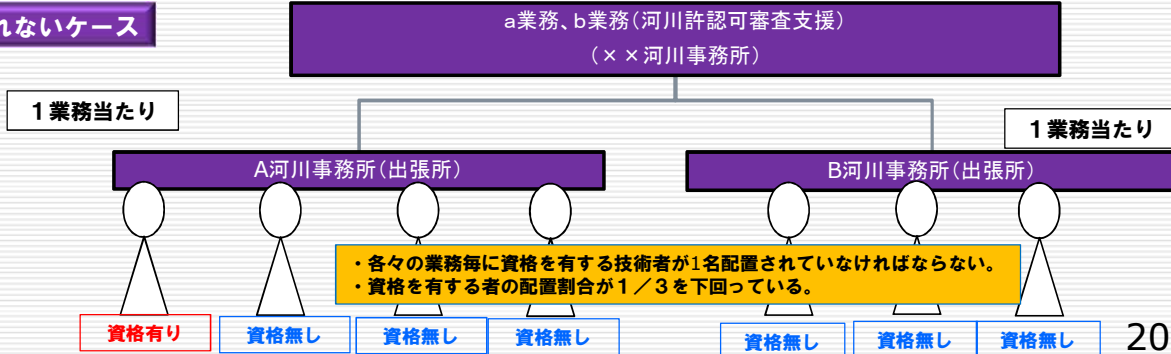 れないケース
a業務、b業務(河川許認可審査支援)
(××河川事務所)
1業務当たり
1業務当たり
A河川事務所(出張所)
B河川事務所(出張所)
・各々の業務毎に資格を有する技術者が1名配置されていなければならない。
・資格を有する者の配置割合が1/3を下回っている。
資格有り
資格無し
資格無し
資格無し
資格無し
資格無し
資格無し
20